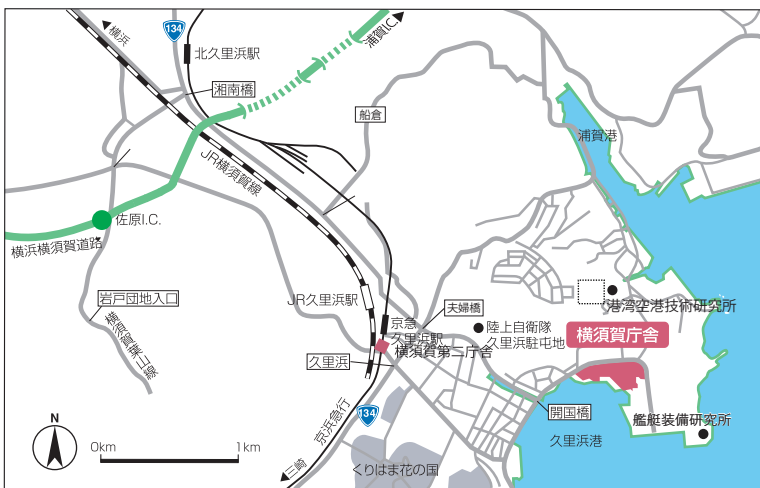 横浜
134
北久里浜駅
浦賀I.C.
湘南橋
船倉
浦賀港
JR横須賀線
佐原I.C.
横浜横須賀道路
岩戸団地入口
横須賀葉山線
JR久里浜駅
京急
久里浜駅
夫婦橋
港湾空港技術研究所
陸上自衛隊
久里浜駐屯地
横須賀庁舎
横須賀第二庁舎
久里浜
134
開国橋
久里浜港
艦艇装備研究所
京浜急行
くりはま花の国
三崎
N
0km
1km